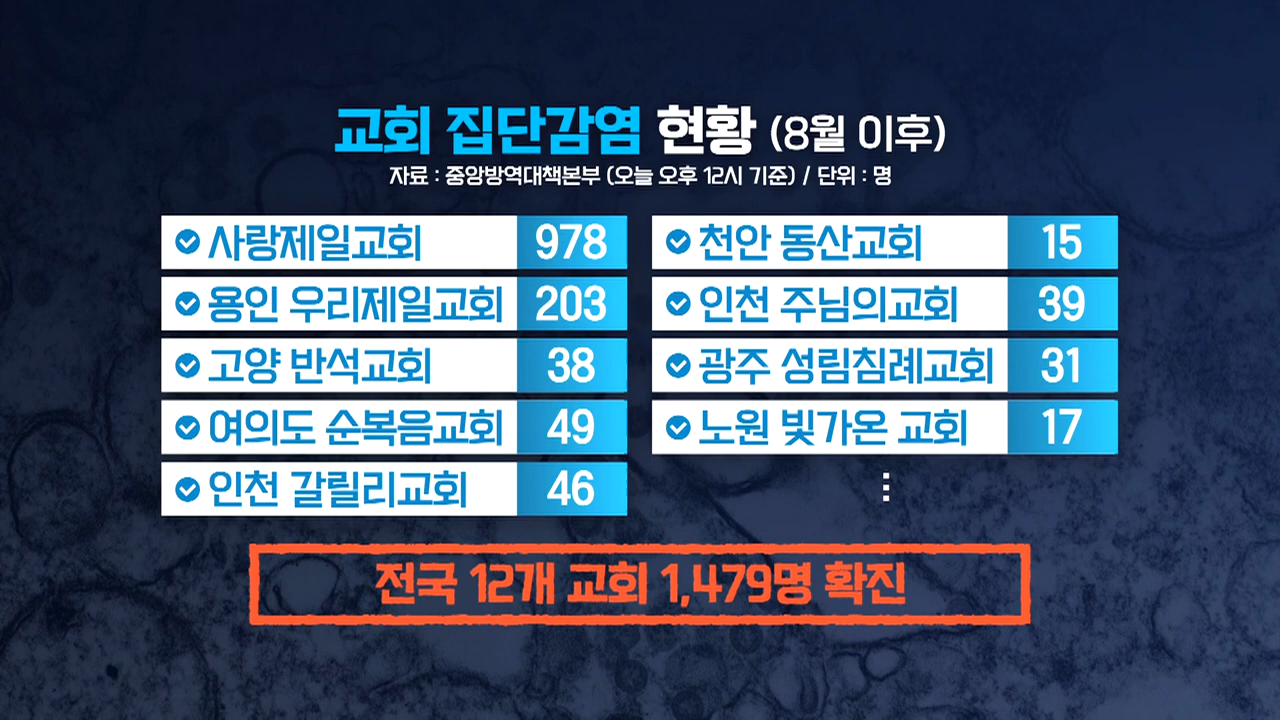 교회 집단감염 현황 (8월 이후)
자료 : 중앙방역대책본부 (오늘 오후 12시 기준) / 단위 : 명
사랑제일교회 978
용인 우리제일교회 203
고양 반석교회 38
여의도 순복음교회 49
인천 갈릴리교회 46
천안 동산교회 15
인천 주님의교회 39
광주 성림침례교회 31
노원 빛가온 교회 17
⋮
전국 12개 교회 1,479명 확진